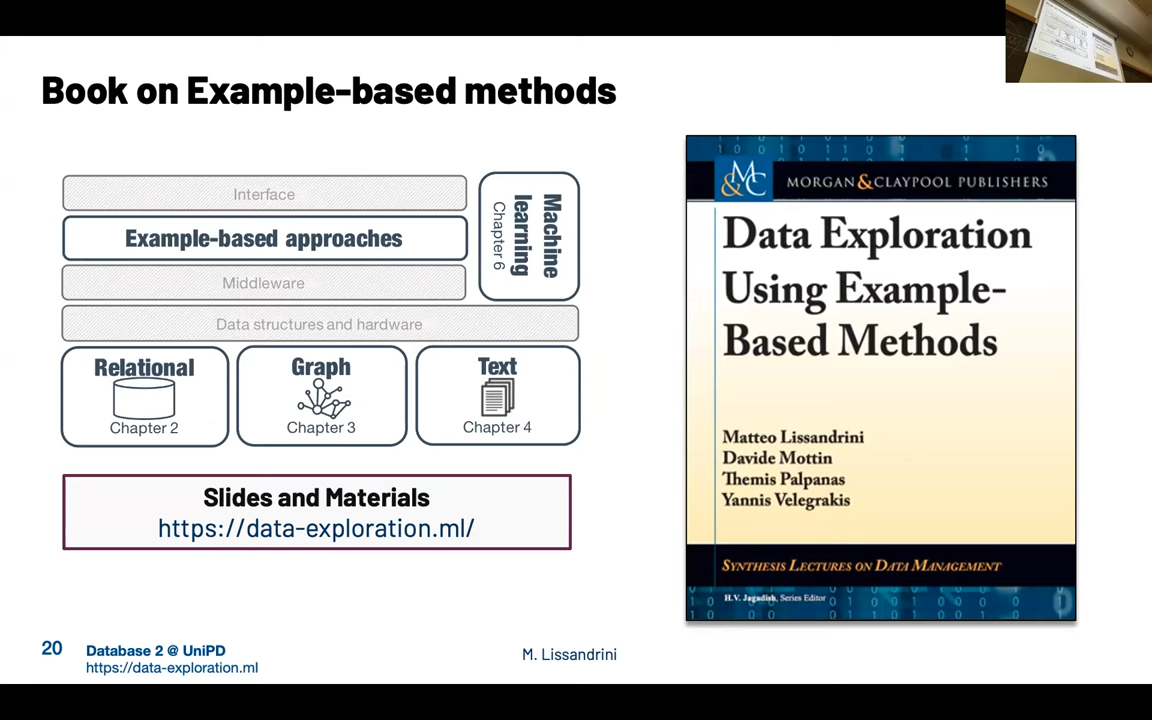 Book on Example-based methods
Interface
Example-based approaches
Middleware
Data structures and hardware
Machine
learning
Chapter 6
Relational
Chapter 2
Graph
Chapter 3
Text
Chapter 4
Slides and Materials
https://data-exploration.ml/
M&C
MORGAN&CLAYPOOL PUBLISHERS
Data Exploration
Using Example-
Based Methods
Matteo Lissandrini
Davide Mottin
Themis Palpanas
Yannis Velegrakis
SYNTHESIS LECTURES ON DATA MANAGEMENT
H.V. Jagadish, Series Editor
20
Database 2 @ UniPD
https://data-exploration.ml
M. Lissandrini